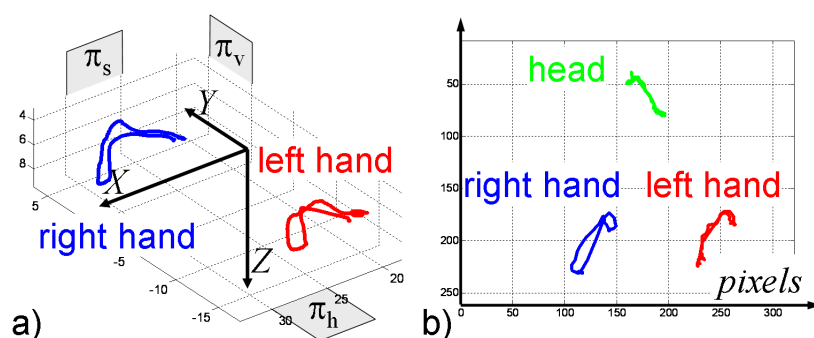 πs
πv
Y
4
6
8
X
left hand
5
right hand
-5
Z
-10
20
-15
25
πh
30
a)
head
50
100
150
right hand
left hand
200
250
pixels
0
50
100
150
200
250
300
b)